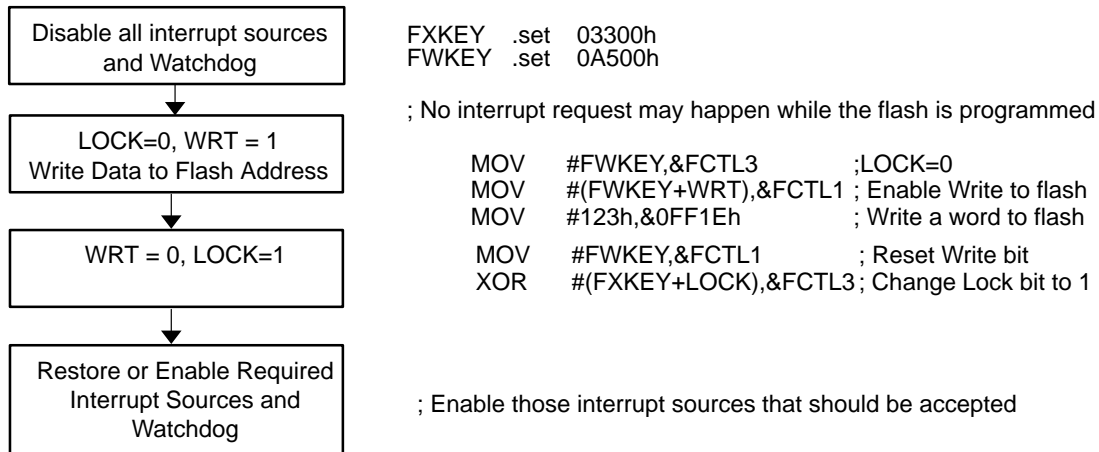 Disable all interrupt sources
and Watchdog
FXKEY .set 03300h
FWKEY .set 0A500h
; No interrupt request may happen while the flash is programmed
LOCK=0, WRT = 1
Write Data to Flash Address
MOV #FWKEY,&FCTL3 ;LOCK=0
MOV #(FWKEY+WRT),&FCTL1 ; Enable Write to flash
MOV #123h,&0FF1Eh ; Write a word to flash
WRT = 0, LOCK=1
MOV #FWKEY,&FCTL1 ; Reset Write bit
XOR #(FXKEY+LOCK),&FCTL3 ; Change Lock bit to 1
Restore or Enable Required
Interrupt Sources and
Watchdog
; Enable those interrupt sources that should be accepted